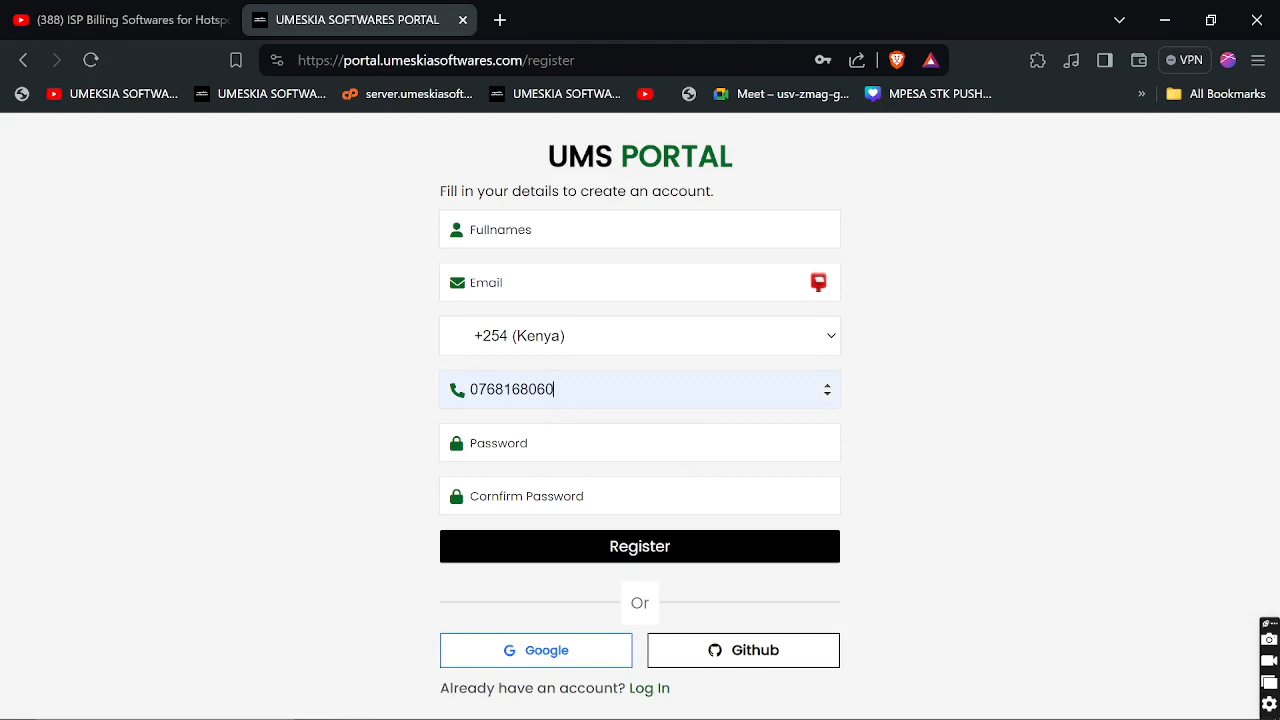 (388) ISP Billing Softwares for Hotspo
UMESKIA SOFTWARES PORTAL
https://portal.umeskiasoftwares.com/register
VPN
UMEKSIA SOFTWA...
UMESKIA SOFTWA...
server.umeskiasoft...
UMESKIA SOFTWA...
Meet – usv-zmag-g...
MPESA STK PUSH...
»
All Bookmarks
UMS PORTAL
Fill in your details to create an account.
Fullnames
Email
+254 (Kenya)
0768168060
Password
Cornfirm Password
Register
Or
Google
Github
Already have an account? Log In